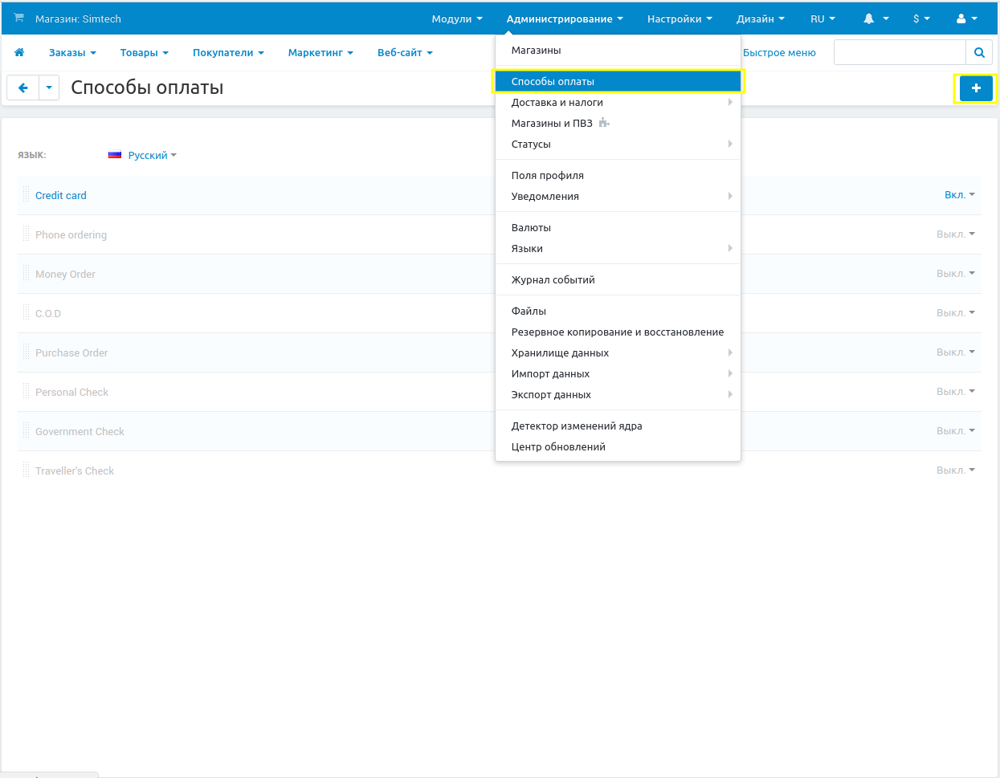 Магазин: Simtech
Модули
Администрирование
Настройки
Дизайн
RU
$
Заказы
Товары
Покупатели
Маркетинг
Веб-сайт
Быстрое меню
Способы оплаты
Магазины
Способы оплаты
Доставка и налоги
Магазины и ПВЗ
Статусы
Поля профиля
Уведомления
Валюты
Языки
Журнал событий
Файлы
Резервное копирование и восстановление
Хранилище данных
Импорт данных
Экспорт данных
Детектор изменений ядра
Центр обновлений
ЯЗЫК:
Русский
Credit card
Вкл.
Phone ordering
Выкл.
Money Order
Выкл.
C.O.D
Выкл.
Purchase Order
Выкл.
Personal Check
Выкл.
Government Check
Выкл.
Traveller's Check
Выкл.